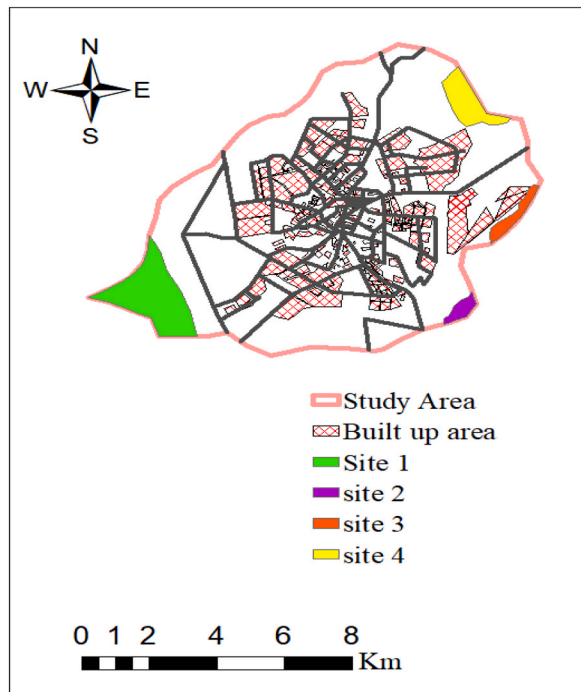 N
W E
S
Study Area
Built up area
Site 1
site 2
site 3
site 4
0 1 2 4 6 8
Km